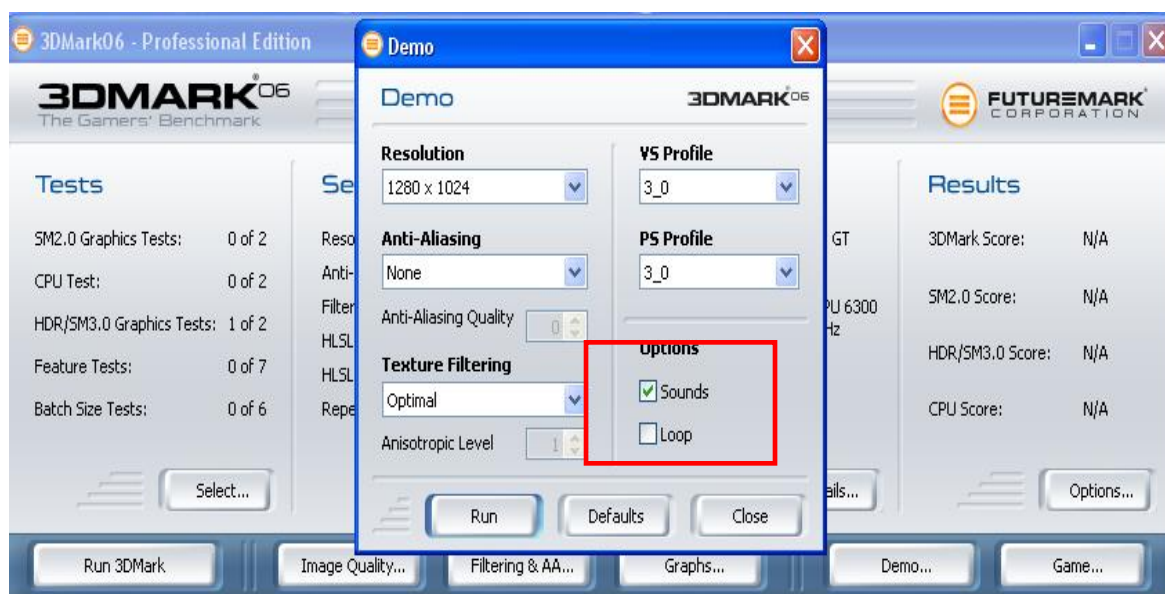 3DMark06 - Professional Edition
Demo
3DMARK®06
The Gamers' Benchmark
Demo
3DMARK®06
FUTUREMARK
CORPORATION
Tests
SM2.0 Graphics Tests: 0 of 2
CPU Test: 0 of 2
HDR/SM3.0 Graphics Tests: 1 of 2
Feature Tests: 0 of 7
Batch Size Tests: 0 of 6
Select...
Se
Reso
Anti-
Filter
HLSL
HLSL
Repe
Resolution
1280 x 1024
Anti-Aliasing
None
Anti-Aliasing Quality 0
Texture Filtering
Optimal
Anisotropic Level 1
VS Profile
3_0
PS Profile
3_0
Options
Sounds
Loop
Run
Defaults
Close
GT
PU 6300
Hz
ails...
Results
3DMark Score: N/A
SM2.0 Score: N/A
HDR/SM3.0 Score: N/A
CPU Score: N/A
Options...
Run 3DMark
Image Quality...
Filtering & AA...
Graphs...
Demo...
Game...